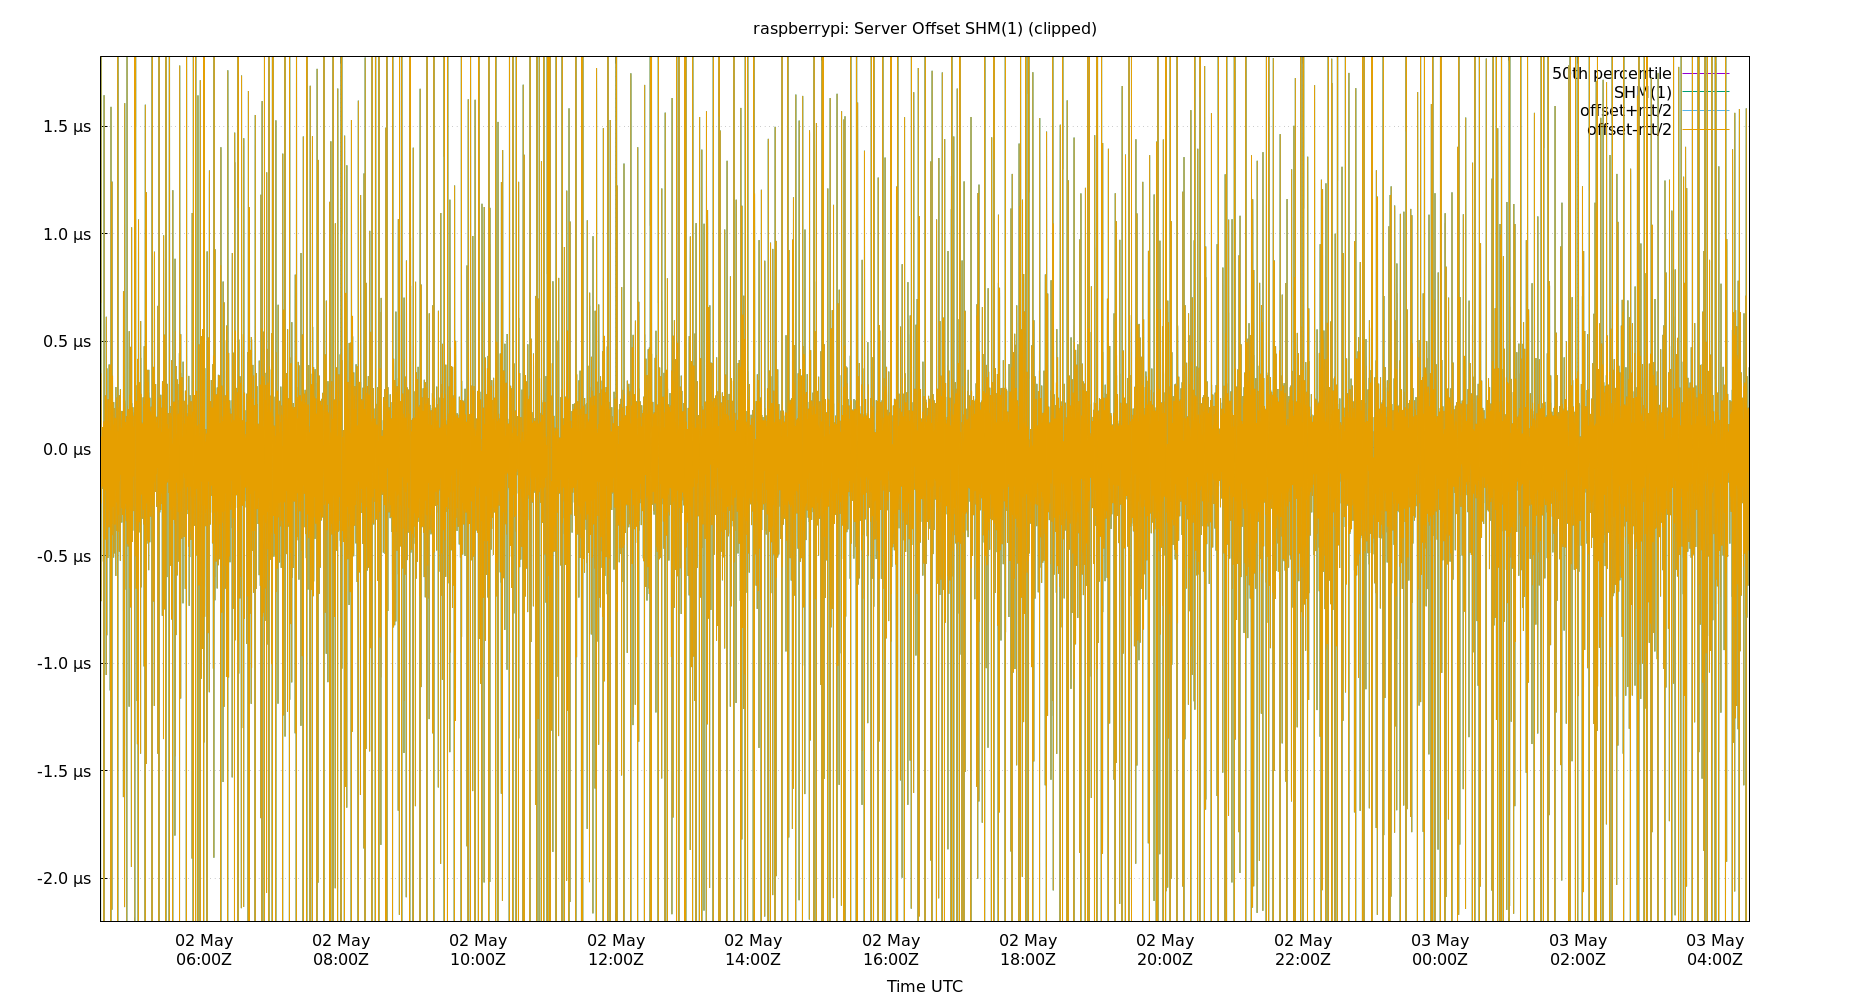 raspberrypi: Server Offset SHM(1) (clipped)
50th percentile
SHM(1)
offset+rtt/2
offset-rtt/2
1.5 µs
1.0 µs
0.5 µs
0.0 µs
-0.5 µs
-1.0 µs
-1.5 µs
-2.0 µs
02 May 02 May 02 May 02 May 02 May 02 May 02 May 02 May 02 May 03 May 03 May 03 May
06:00Z 08:00Z 10:00Z 12:00Z 14:00Z 16:00Z 18:00Z 20:00Z 22:00Z 00:00Z 02:00Z 04:00Z
Time UTC